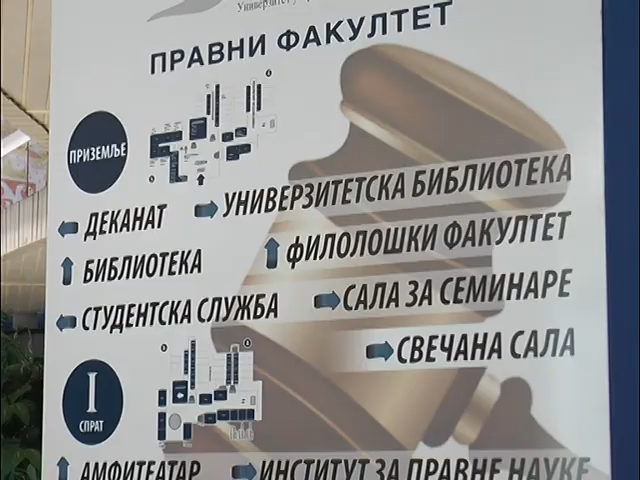 Универзитет у
ПРАВНИ ФАКУЛТЕТ
ПРИЗЕМЉЕ
ДЕКАНАТ
УНИВЕРЗИТЕТСКА БИБЛИОТЕКА
БИБЛИОТЕКА
ФИЛОЛОШКИ ФАКУЛТЕТ
СТУДЕНТСКА СЛУЖБА
САЛА ЗА СЕМИНАРЕ
СВЕЧАНА САЛА
I
СПРАТ
АМФИТЕАТАР
ИНСТИТУТ ЗА ПРАВНЕ НАУКЕ